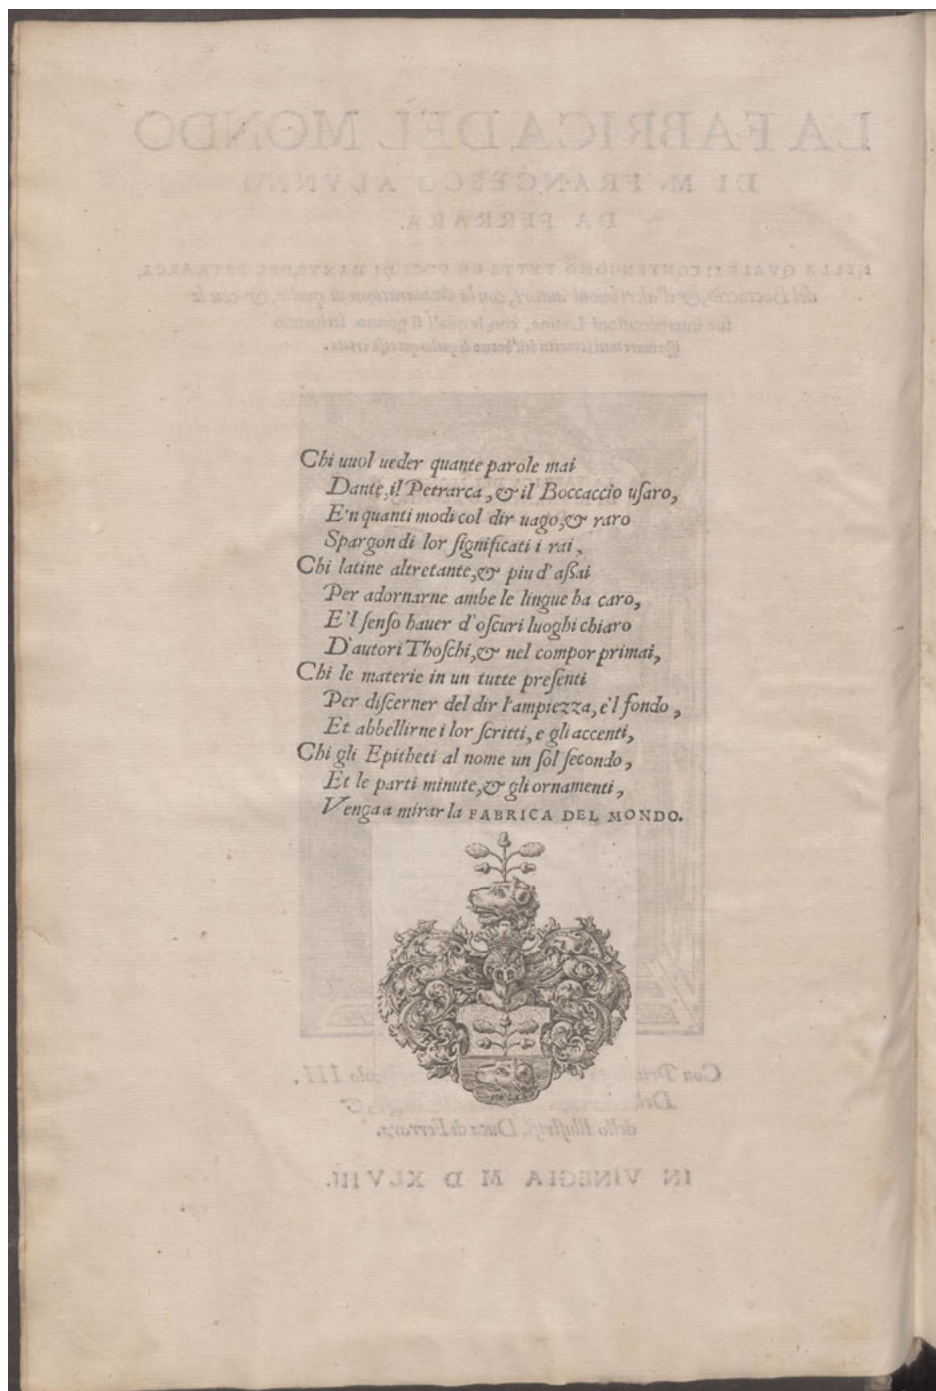 Chi uuol ueder quante parole mai
Dante, il Petrarca, & il Boccaccio uſaro,
E'n quanti modi col dir uago, & raro
Spargon di lor ſignificati i rai,
Chi latine altretante, & piu d'aßai
Per adornarne ambe le lingue ha caro,
E'l ſenſo hauer d'oſcuri luoghi chiaro
D'autori Thoſchi, & nel compor primai,
Chi le materie in un tutte preſenti
Per diſcerner del dir l'ampiezza, e'l fondo,
Et abbellirne i lor ſcritti, e gli accenti,
Chi gli Epitheti al nome un ſol ſecondo,
Et le parti minute, & gli ornamenti,
Venga a mirar la FABRICA DEL MONDO.